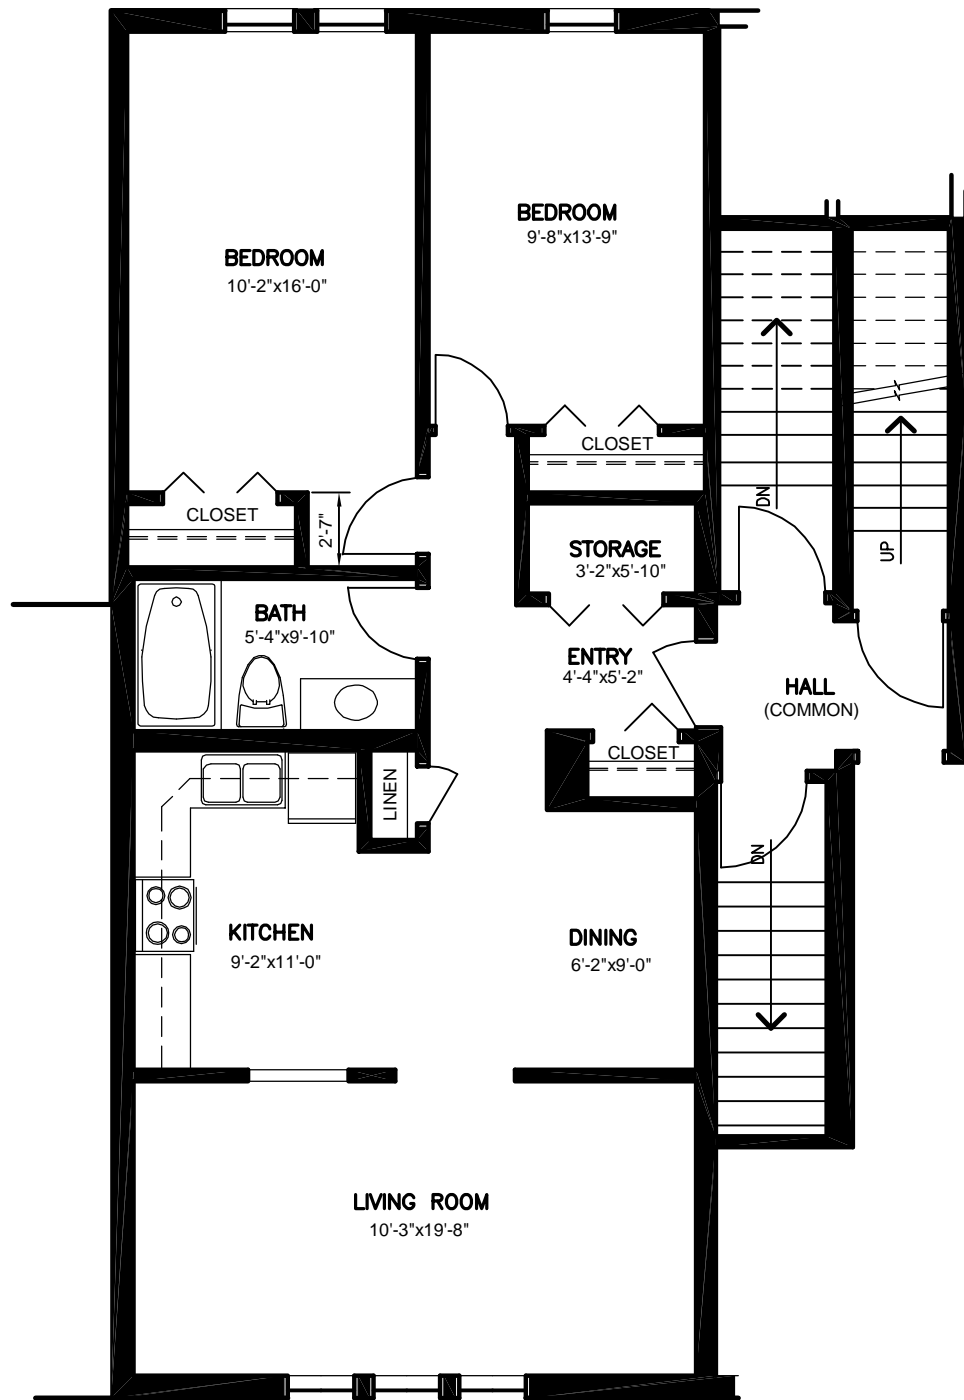 BEDROOM
9'-8"x13'-9"
BEDROOM
10'-2"x16'-0"
CLOSET
CLOSET
DN
2'-7"
STORAGE
3'-2"x5'-10"
UP
BATH
5'-4"x9'-10"
ENTRY
4'-4"x5'-2"
HALL
(COMMON)
CLOSET
LINEN
DN
KITCHEN
9'-2"x11'-0"
DINING
6'-2"x9'-0"
LIVING ROOM
10'-3"x19'-8"